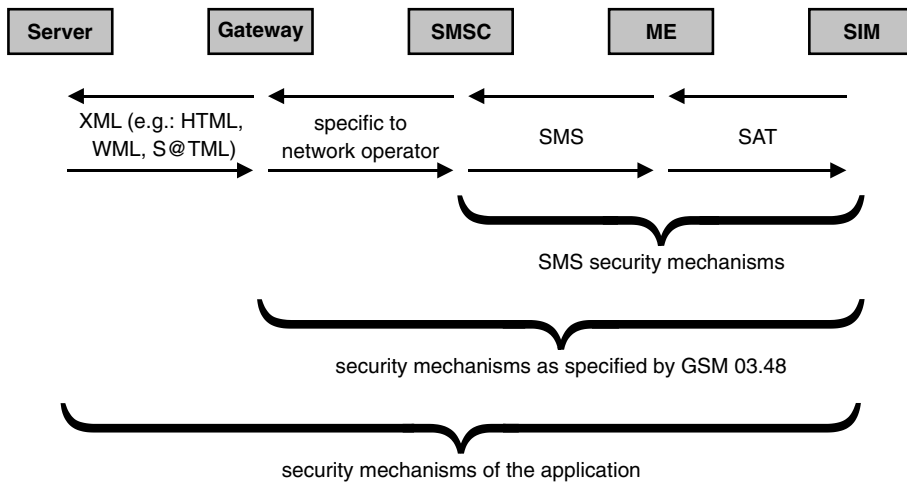 Server
Gateway
SMSC
ME
SIM
XML (e.g.: HTML,
WML, S@TML)
specific to
network operator
SMS
SAT
SMS security mechanisms
security mechanisms as specified by GSM 03.48
security mechanisms of the application